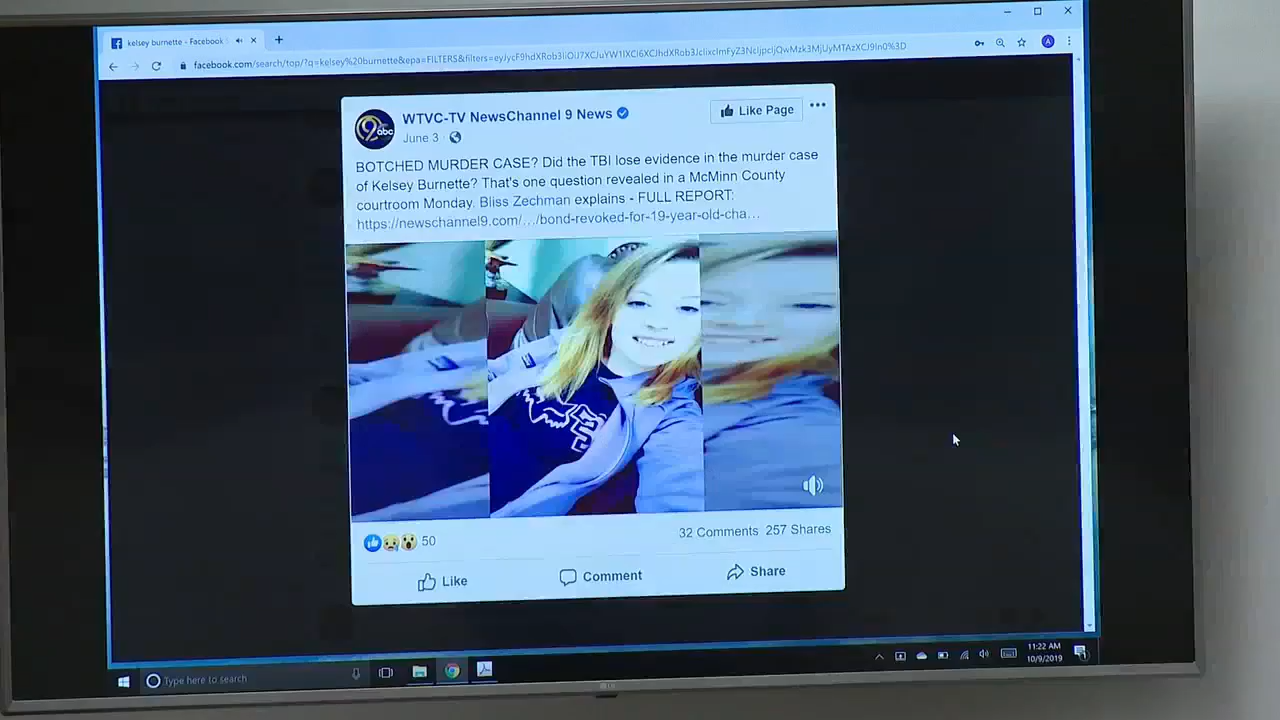 kelsey burnette - Facebook
facebook.com/search/top/?q=kelsey%20burnette&epa=FILTERS&filters=
WTVC-TV NewsChannel 9 News
Like Page
9
abc
June 3
BOTCHED MURDER CASE? Did the TBI lose evidence in the murder case
of Kelsey Burnette? That's one question revealed in a McMinn County
courtroom Monday. Bliss Zechman explains - FULL REPORT:
https://newschannel9.com/.../bond-revoked-for-19-year-old-cha...
50
32 Comments 257 Shares
Like
Comment
Share
Type here to search
11:22 AM
10/9/2019
LG